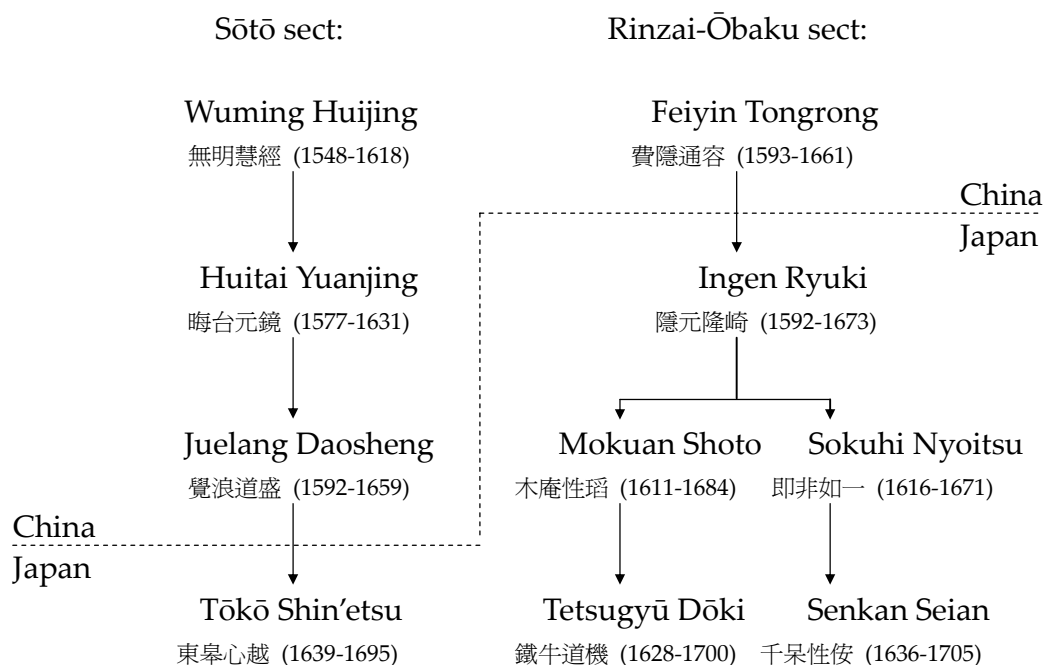 Sōtō sect:
Rinzai-Ōbaku sect:
Wuming Huijing
無明慧經 (1548-1618)
Feiyin Tongrong
費隱通容 (1593-1661)
China
Japan
Huitai Yuanjing
晦台元鏡 (1577-1631)
Ingen Ryuki
隱元隆崎 (1592-1673)
Juelang Daosheng
覺浪道盛 (1592-1659)
Mokuan Shoto
木庵性瑫 (1611-1684)
Sokuhi Nyoitsu
即非如一 (1616-1671)
China
Japan
Tōkō Shin’etsu
東皋心越 (1639-1695)
Tetsugyū Dōki
鐵牛道機 (1628-1700)
Senkan Seian
千呆性侒 (1636-1705)